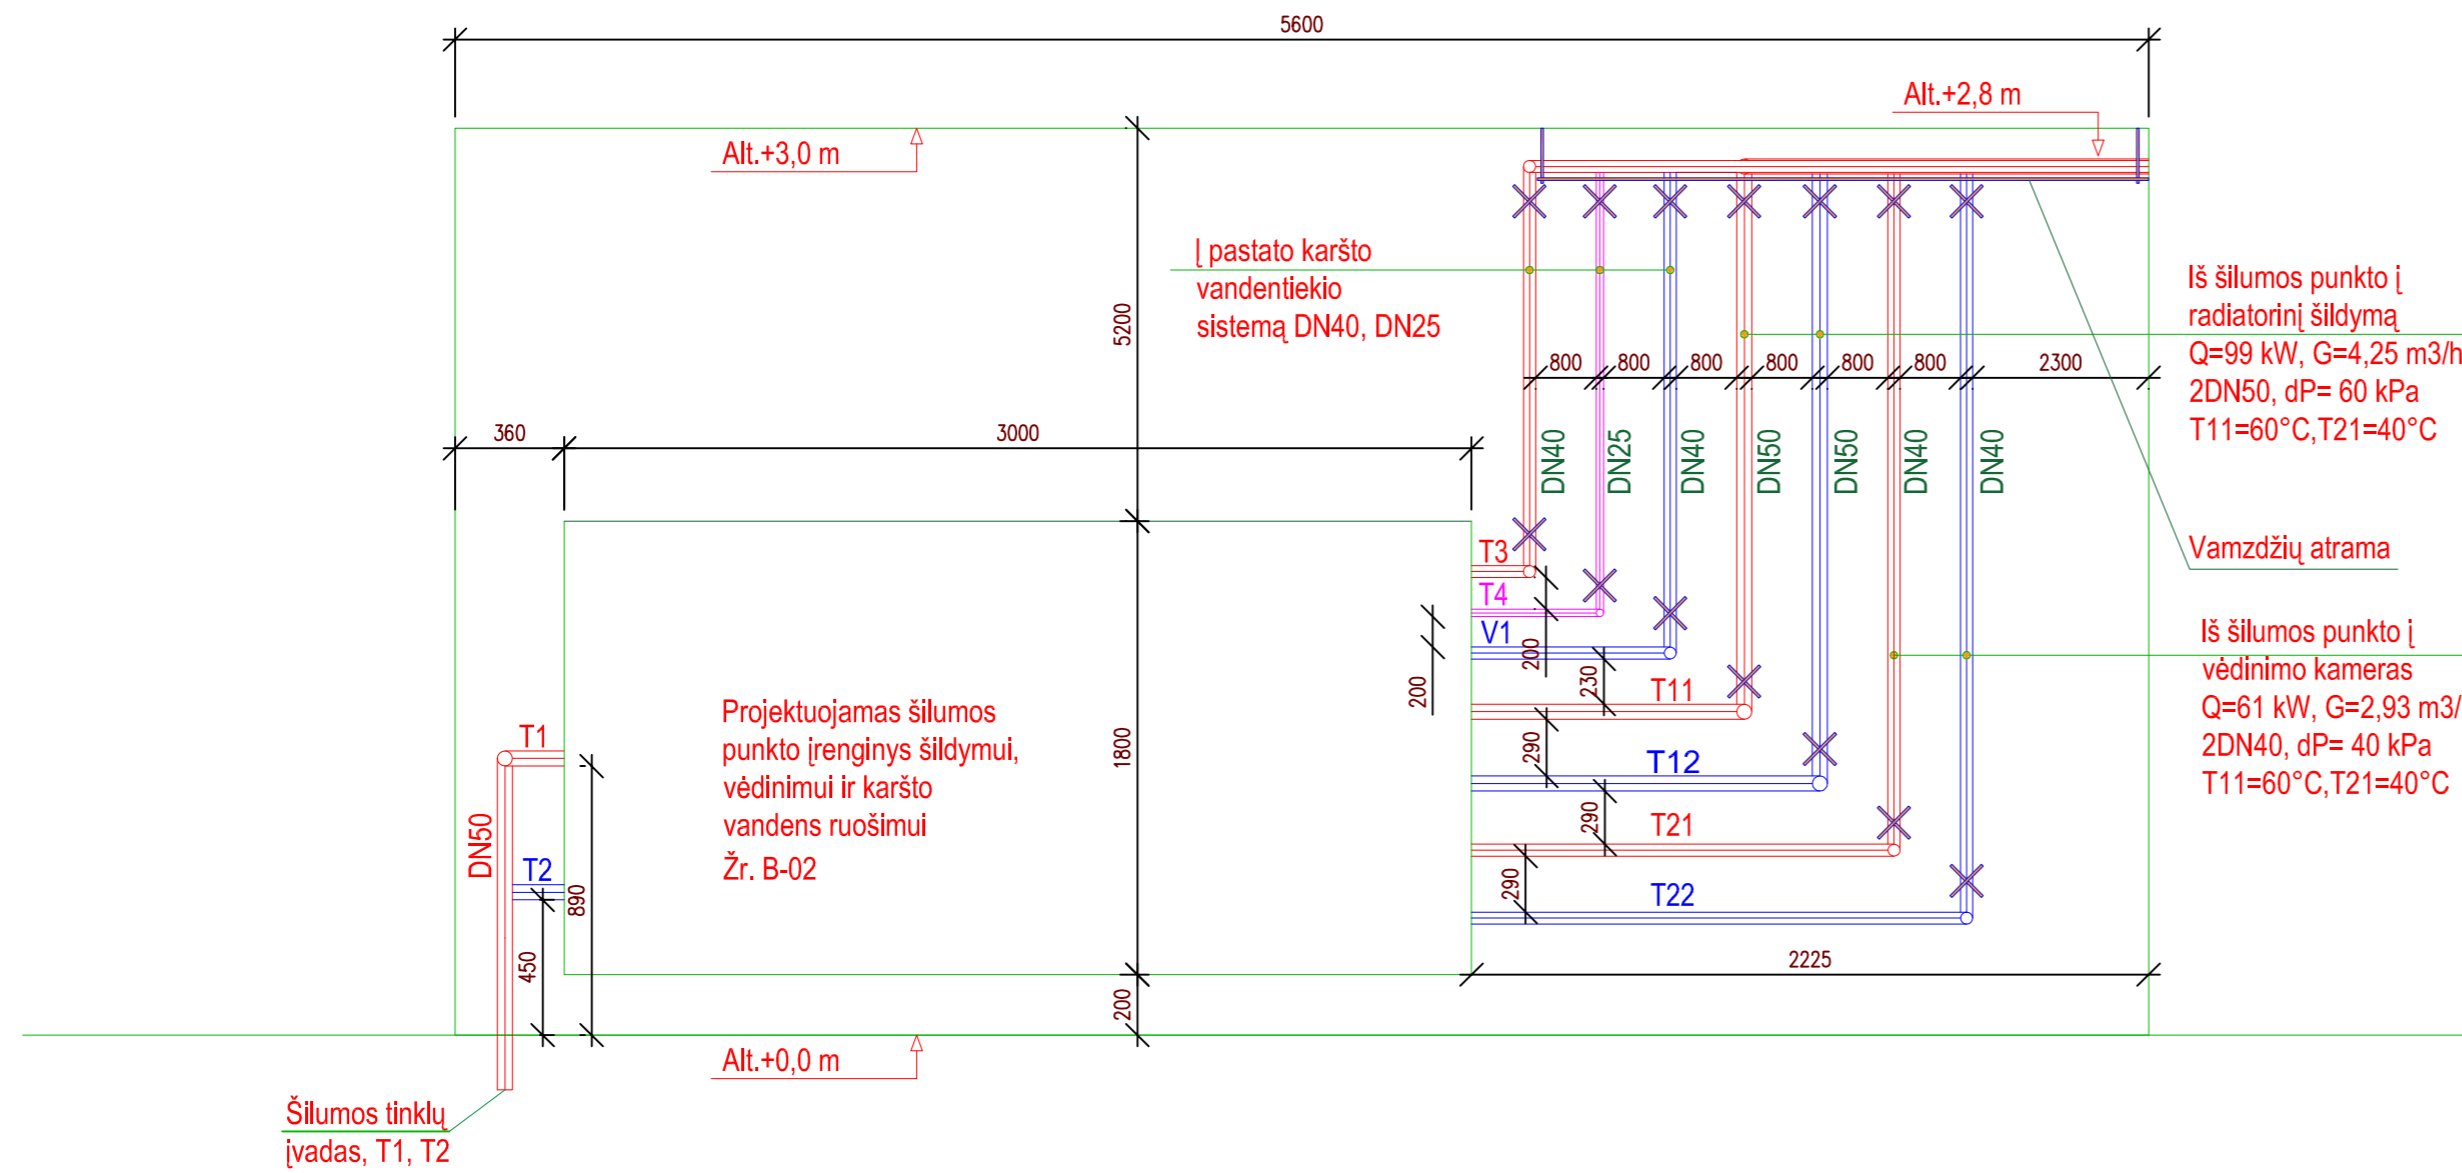 5600
Alt.+2,8 m
Alt.+3,0 m
Į pastato karšto
vandentiekio
sistemą DN40, DN25
5200
Iš šilumos punkto į
radiatorinį šildymą
Q=99 kW, G=4,25 m3/h
2DN50, dP= 60 kPa
T11=60°C,T21=40°C
800 800 800 800 800 800 2300
360 3000
DN40 DN25 DN40 DN50 DN50 DN40 DN40
Vamzdžių atrama
T3
T4
V1
200
200
230
T11
290
T12
290
T21
290
T22
Iš šilumos punkto į
vėdinimo kameras
Q=61 kW, G=2,93 m3/
2DN40, dP= 40 kPa
T11=60°C,T21=40°C
Projektuojamas šilumos
punkto įrenginys šildymui,
vėdinimui ir karšto
vandens ruošimui
Žr. B-02
1800
T1
DN50
T2
890
450
2225
200
Alt.+0,0 m
Šilumos tinklų
įvadas, T1, T2